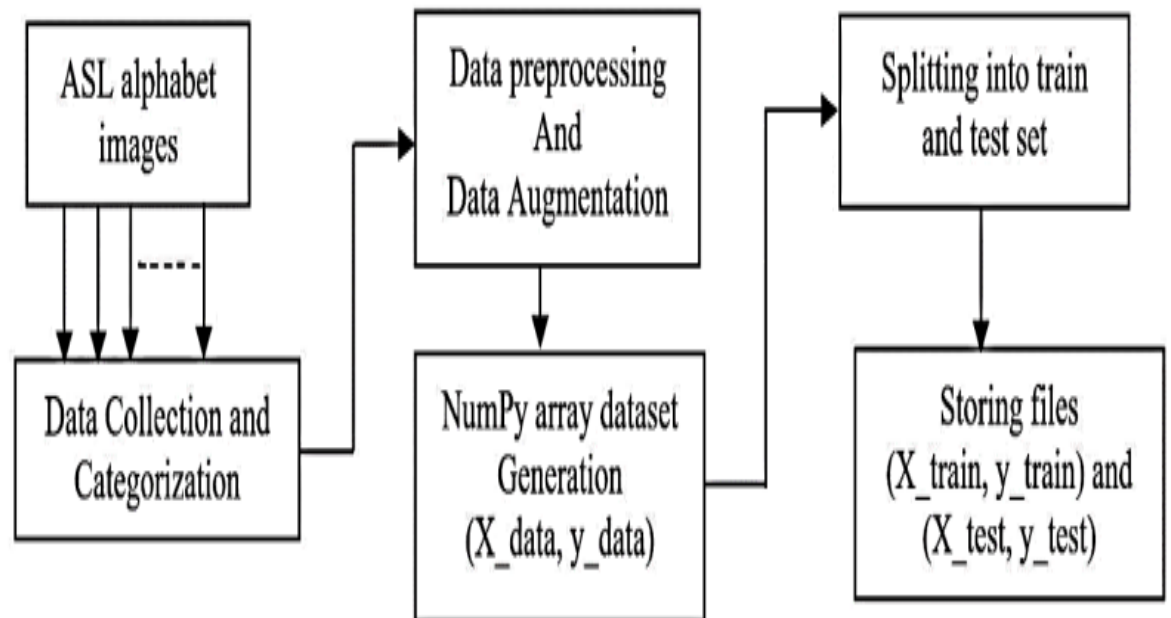 ASL alphabet
images
Data Collection and
Categorization
Data preprocessing
And
Data Augmentation
NumPy array dataset
Generation
(X_data, y_data)
Splitting into train
and test set
Storing files
(X_train, y_train) and
(X_test, y_test)